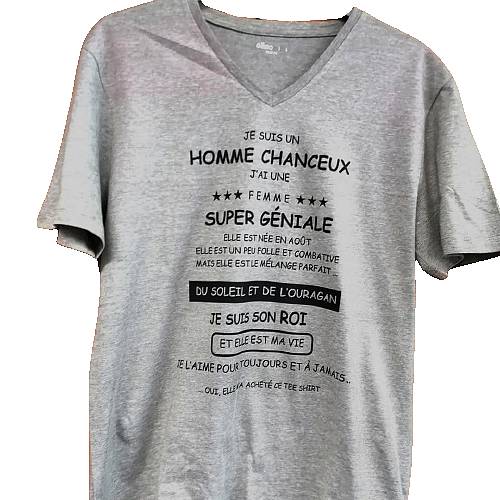 JE SUIS UN
HOMME CHANCEUX
J'AI UNE
★★★ FEMME ★★★
SUPER GÉNIALE
ELLE EST NÉE EN AOÛT
ELLE EST UN PEU FOLLE ET COMBATIVE
MAIS ELLE EST LE MÉLANGE PARFAIT ...
DU SOLEIL ET DE L'OURAGAN
JE SUIS SON ROI
ET ELLE EST MA VIE
JE L'AIME POUR TOUJOURS ET À JAMAIS...
... OUI, ELLE M'A ACHETÉ CE TEE SHIRT